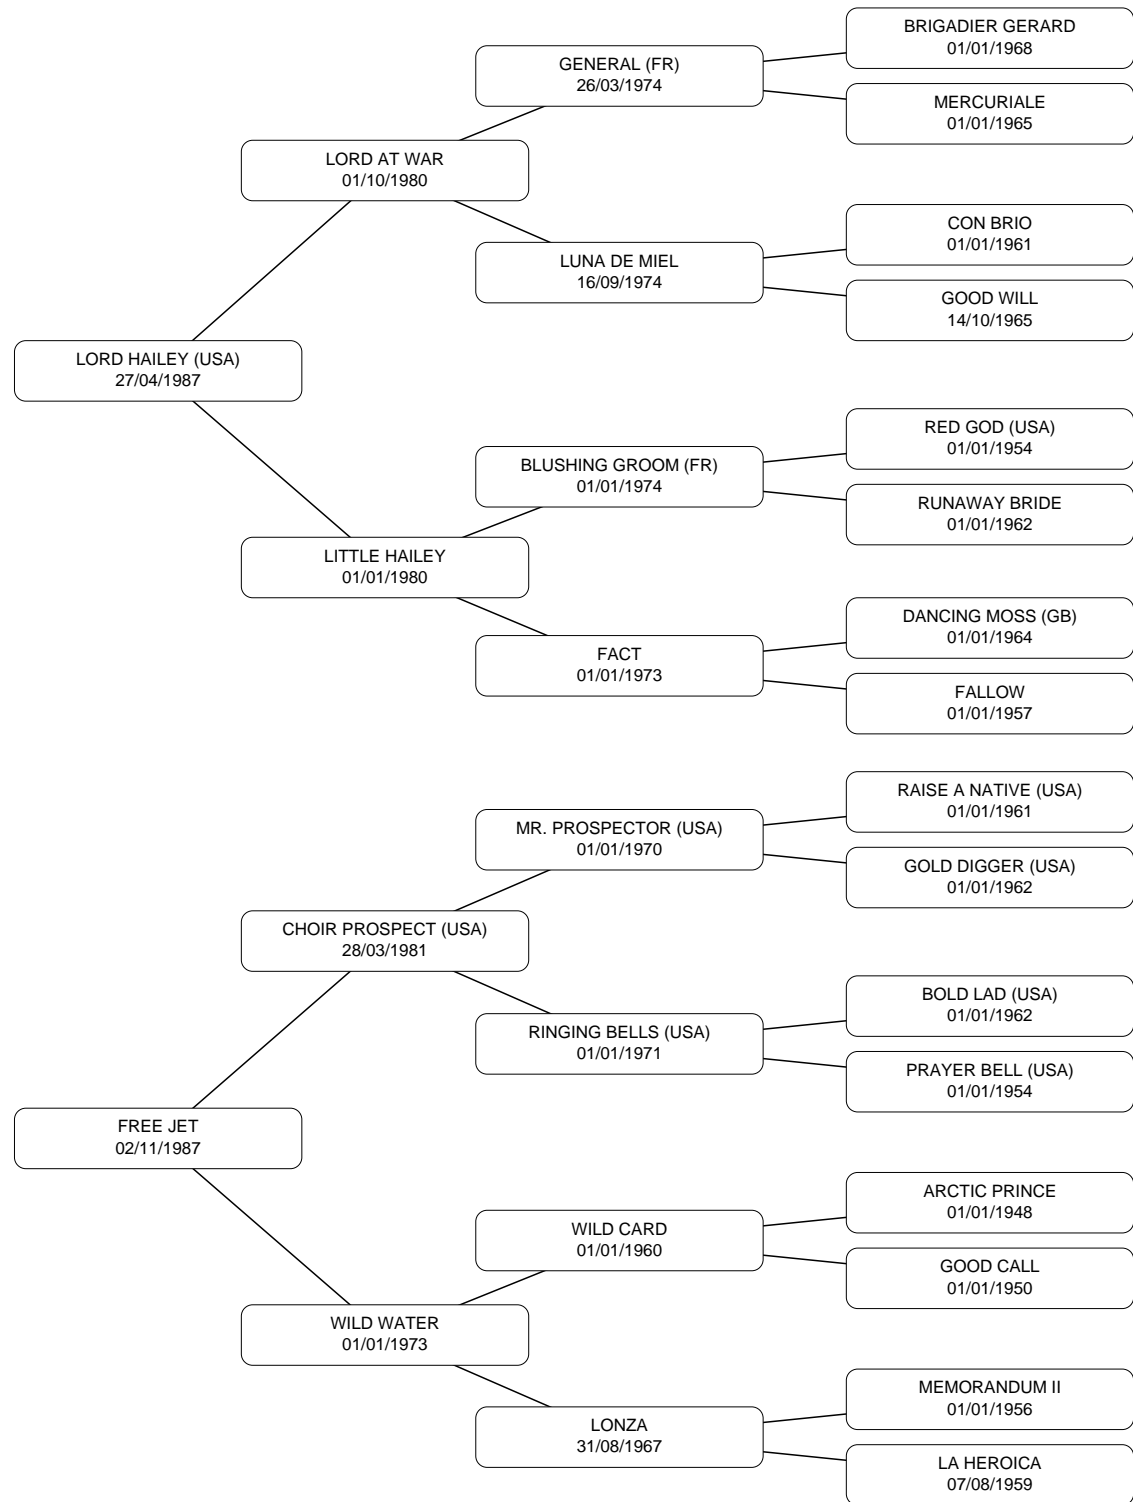 BRIGADIER GERARD
01/01/1968
GENERAL (FR)
26/03/1974
MERCURIALE
01/01/1965
LORD AT WAR
01/10/1980
CON BRIO
01/01/1961
LUNA DE MIEL
16/09/1974
GOOD WILL
14/10/1965
LORD HAILEY (USA)
27/04/1987
RED GOD (USA)
01/01/1954
BLUSHING GROOM (FR)
01/01/1974
RUNAWAY BRIDE
01/01/1962
LITTLE HAILEY
01/01/1980
DANCING MOSS (GB)
01/01/1964
FACT
01/01/1973
FALLOW
01/01/1957
RAISE A NATIVE (USA)
01/01/1961
MR. PROSPECTOR (USA)
01/01/1970
GOLD DIGGER (USA)
01/01/1962
CHOIR PROSPECT (USA)
28/03/1981
BOLD LAD (USA)
01/01/1962
RINGING BELLS (USA)
01/01/1971
PRAYER BELL (USA)
01/01/1954
FREE JET
02/11/1987
ARCTIC PRINCE
01/01/1948
WILD CARD
01/01/1960
GOOD CALL
01/01/1950
WILD WATER
01/01/1973
MEMORANDUM II
01/01/1956
LONZA
31/08/1967
LA HEROICA
07/08/1959